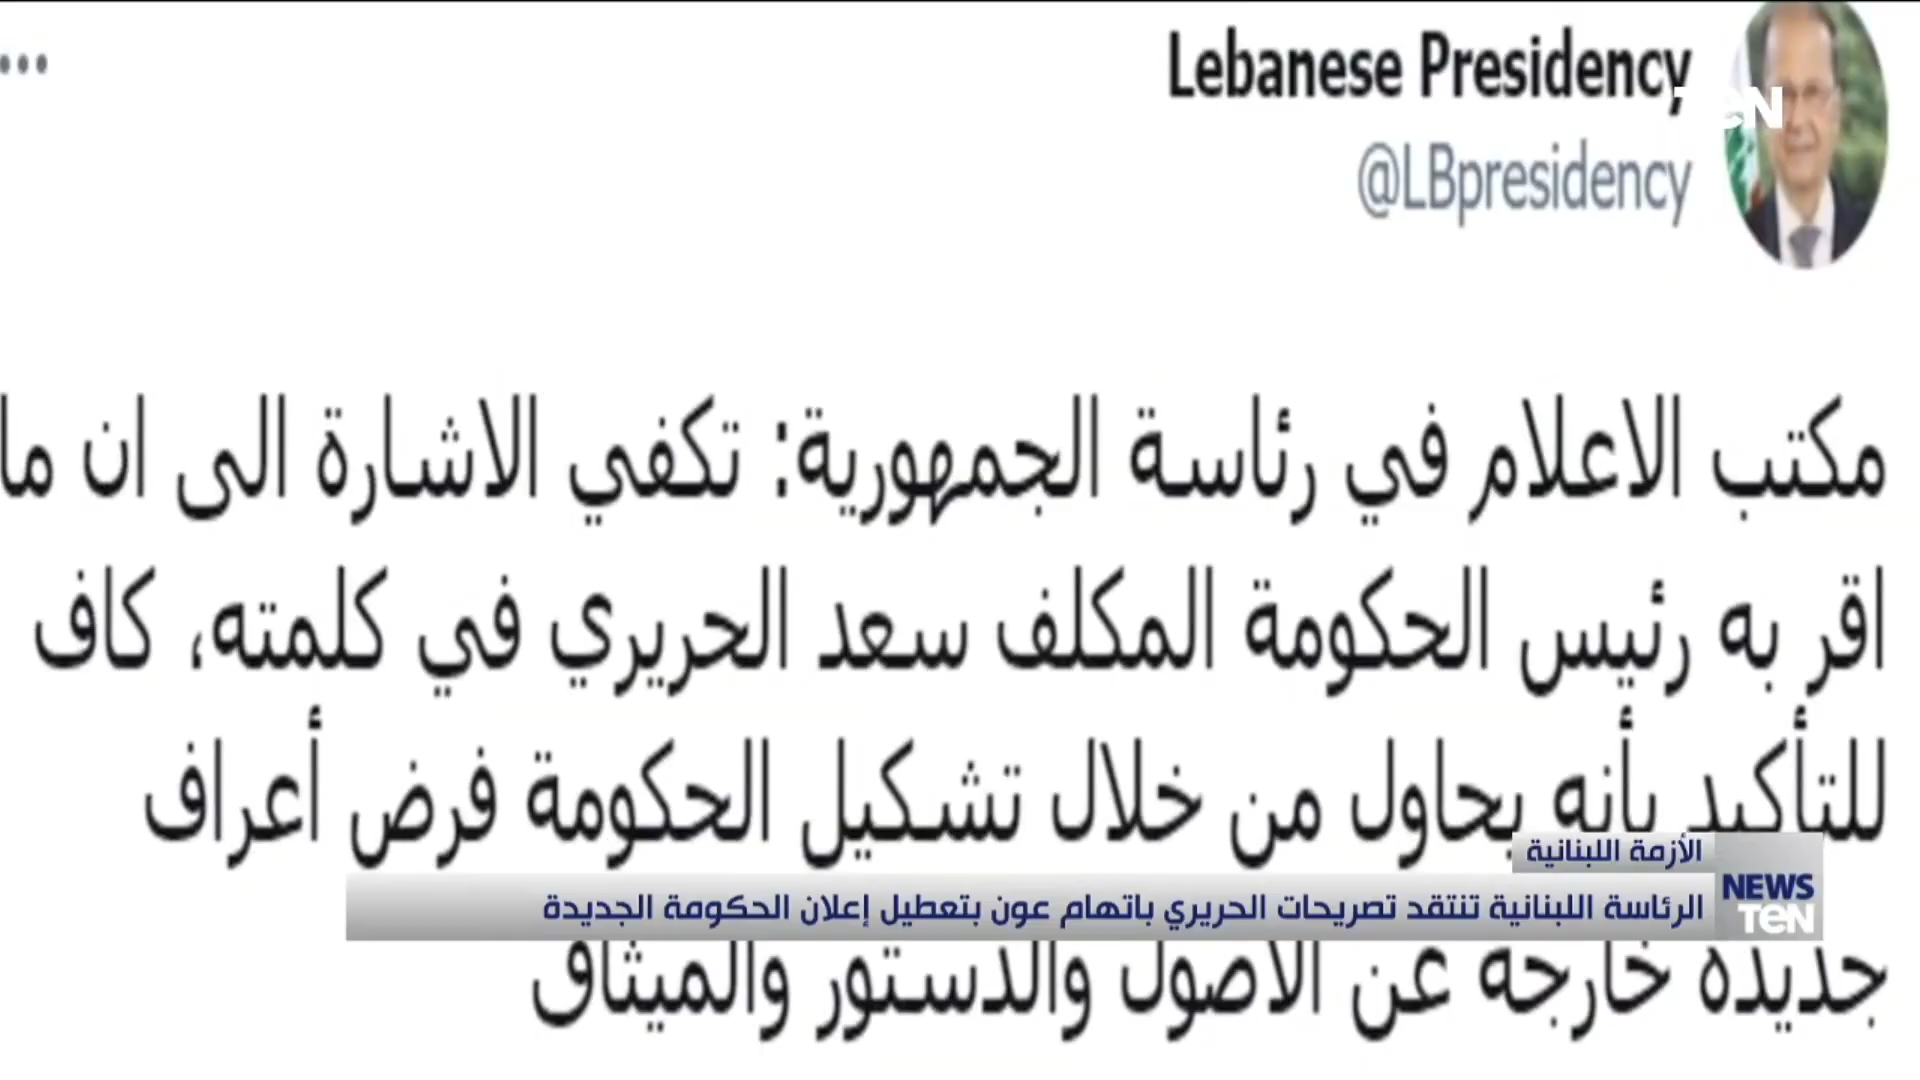 Lebanese Presidency
TeN
@LBpresidency
مكتب الاعلام في رئاسة الجمهورية: تكفي الاشارة الى ان ما
اقر به رئيس الحكومة المكلف سعد الحريري في كلمته، كاف
للتأكيد بأنه يحاول من خلال تشكيل الحكومة فرض أعراف
جديدة خارجة عن الاصول والدستور والميثاق
الأزمة اللبنانية
الرئاسة اللبنانية تنتقد تصريحات الحريري باتهام عون بتعطيل إعلان الحكومة الجديدة
NEWS
TeN